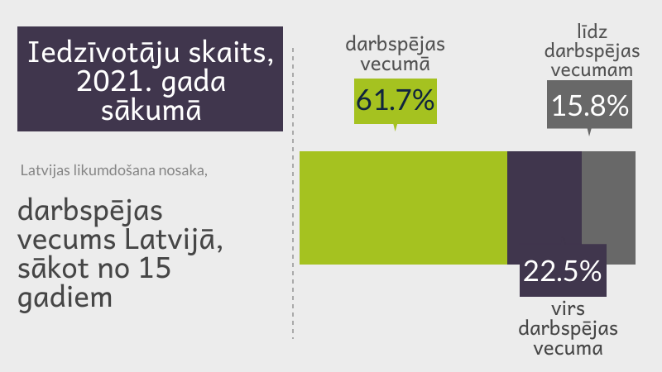 Iedzīvotāju skaits,
2021. gada
sākumā
Latvijas likumdošana nosaka,
darbspējas
vecums Latvijā,
sākot no 15
gadiem
darbspējas
vecumā
61.7%
līdz
darbspējas
vecumam
15.8%
22.5%
virs
darbspējas
vecuma